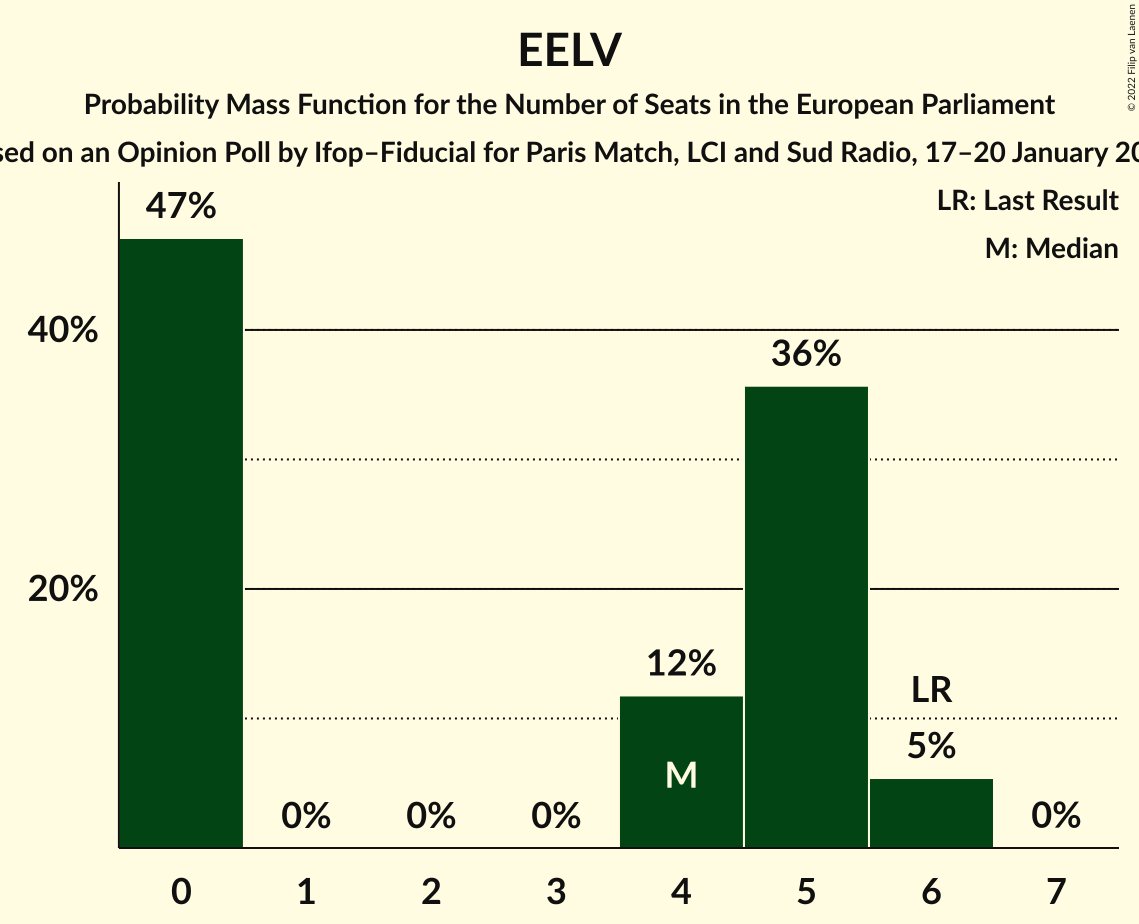 EELV
Probability Mass Function for the Number of Seats in the European Parliament
on an Opinion Poll by Ifop–Fiducial for Paris Match, LCI and Sud Radio, 17–20 January
© 2022 Filip van Laenen
LR: Last Result
M: Median
47%
40%
36%
20%
12%
LR
5%
M
0%
0%
0%
0%
0
1
2
3
4
5
6
7